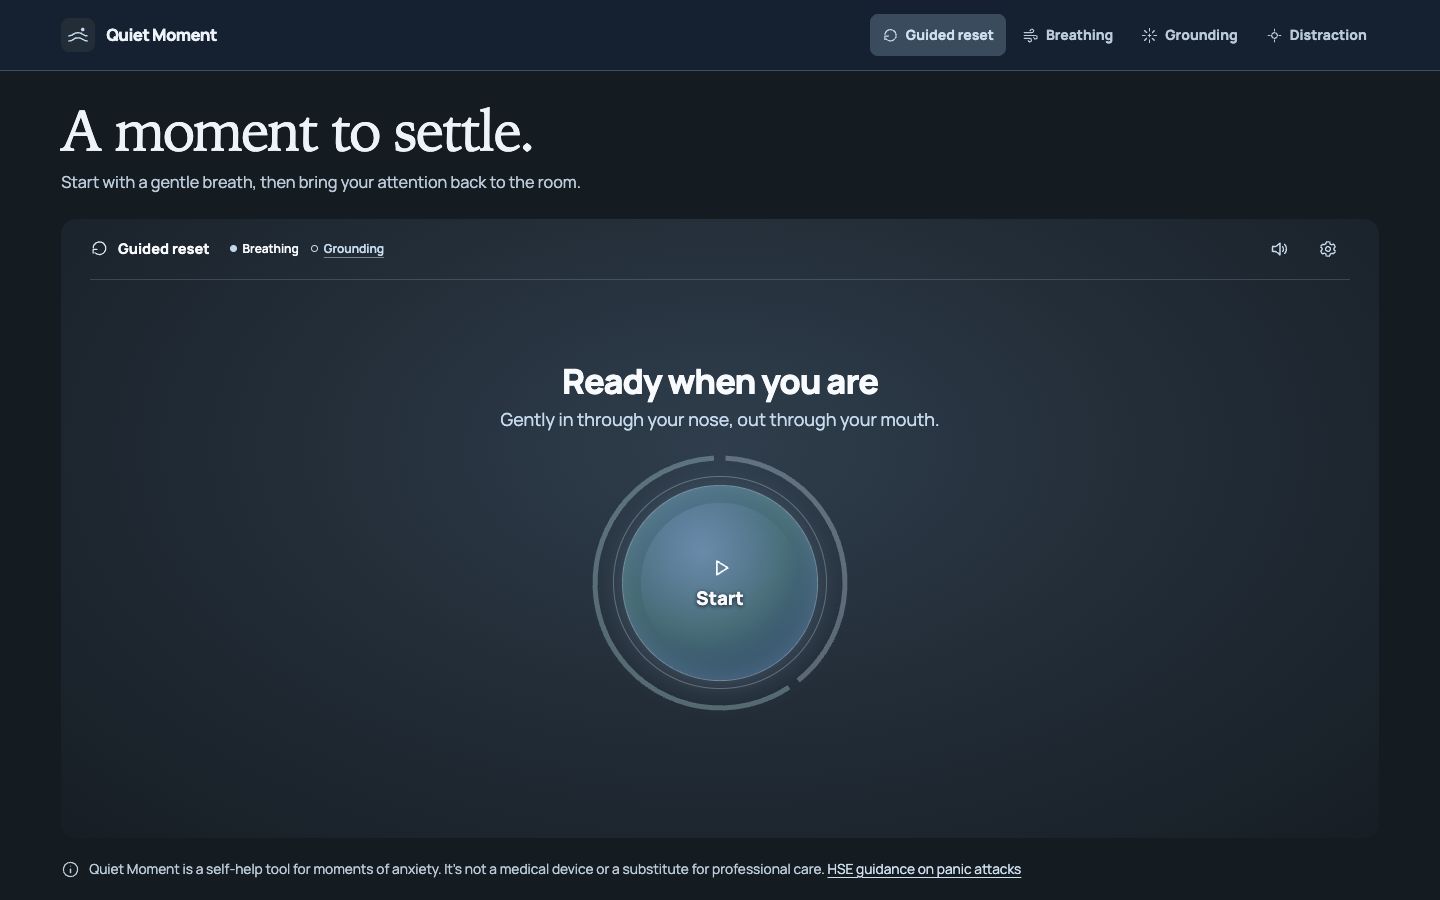 Quiet Moment
Guided reset
Breathing
Grounding
Distraction
A moment to settle.
Start with a gentle breath, then bring your attention back to the room.
Guided reset
Breathing
Grounding
Ready when you are
Gently in through your nose, out through your mouth.
Start
Quiet Moment is a self-help tool for moments of anxiety. It's not a medical device or a substitute for professional care. HSE guidance on panic attacks